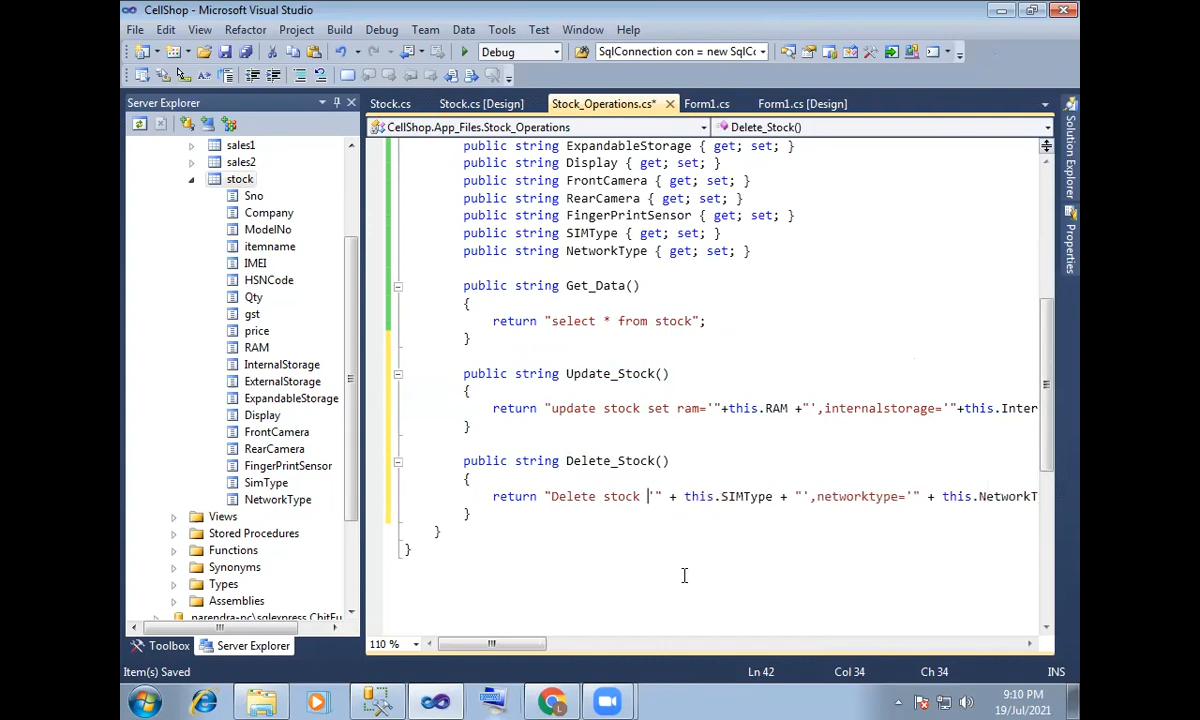 CellShop - Microsoft Visual Studio
File Edit View Refactor Project Build Debug Team Data Tools Test Window Help
Debug SqlConnection con = new SqlCo
Server Explorer
Stock.cs Stock.cs [Design] Stock_Operations.cs* Form1.cs Form1.cs [Design]
CellShop.App_Files.Stock_Operations Delete_Stock()
sales1
sales2
stock
Sno
Company
ModelNo
itemname
IMEI
HSNCode
Qty
gst
price
RAM
InternalStorage
ExternalStorage
ExpandableStorage
Display
FrontCamera
RearCamera
FingerPrintSensor
SimType
NetworkType
Views
Stored Procedures
Functions
Synonyms
Types
Assemblies
narendra-nc\sqlexpress.ChitFu
Toolbox Server Explorer
public string ExpandableStorage { get; set; }
public string Display { get; set; }
public string FrontCamera { get; set; }
public string RearCamera { get; set; }
public string FingerPrintSensor { get; set; }
public string SIMType { get; set; }
public string NetworkType { get; set; }
public string Get_Data()
{
return "select * from stock";
}
public string Update_Stock()
{
return "update stock set ram='"+this.RAM +"',internalstorage='"+this.Inter
}
public string Delete_Stock()
{
return "Delete stock '" + this.SIMType + "',networktype='" + this.NetworkT
}
}
}
110 %
Solution Explorer
Properties
Item(s) Saved Ln 42 Col 34 Ch 34 INS
9:10 PM
19/Jul/2021